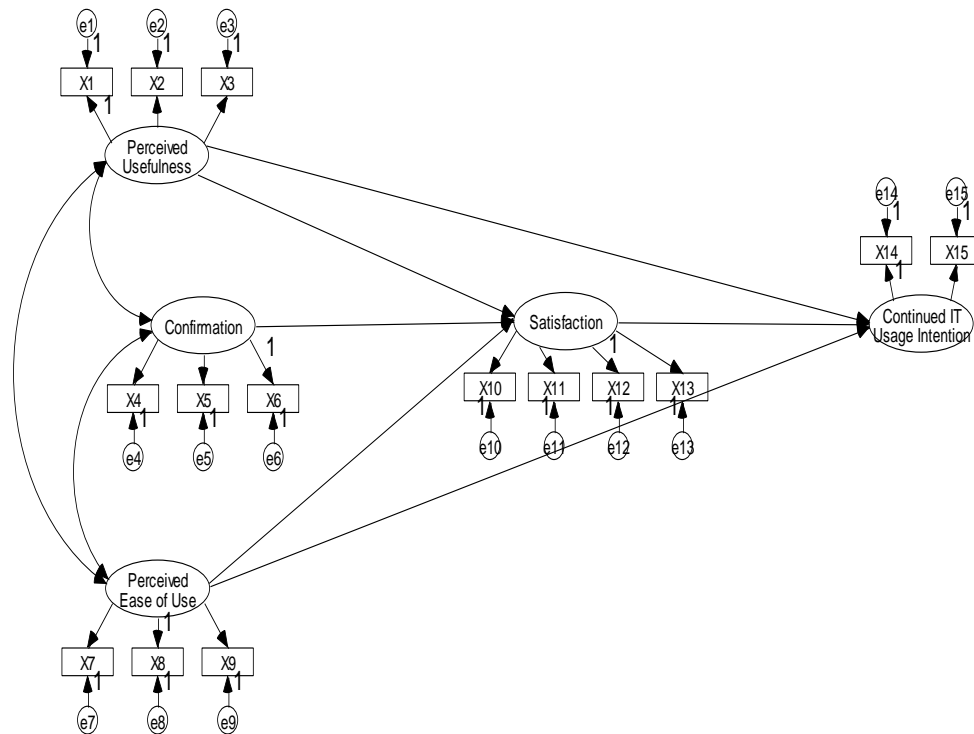 e1 e2 e3
1 1 1
X1 X2 X3
1
Perceived
Usefulness
e14 e15
1 1
X14 X15
1
Continued IT
Usage Intention
Confirmation
Satisfaction
1
1
X4 X5 X6
1 1 1
e4 e5 e6
X10 X11 X12 X13
1 1 1 1
e10 e11 e12 e13
Perceived
Ease of Use
1
X7 X8 X9
1 1 1
e7 e8 e9